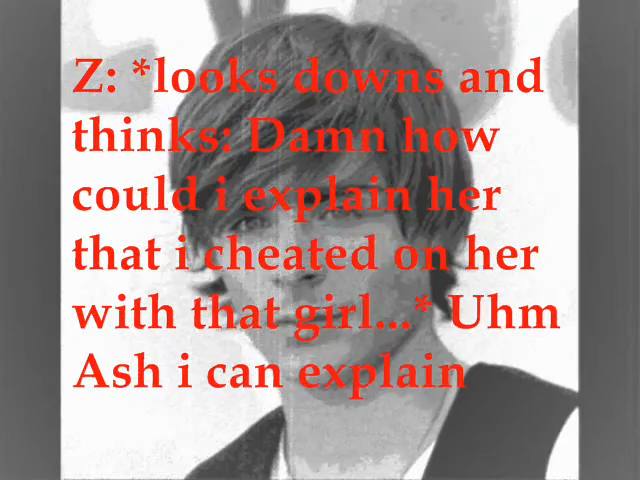 Z: *looks downs and
thinks: Damn how
could i explain her
that i cheated on her
with that girl...* Uhm
Ash i can explain